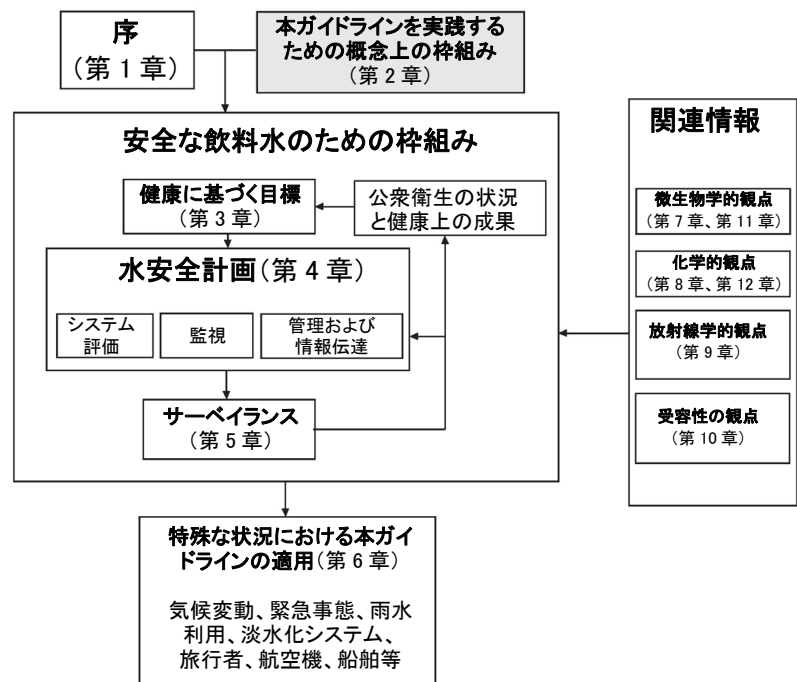 序
(第 1 章)
本ガイドラインを実践する
ための概念上の枠組み
(第 2 章)
安全な飲料水のための枠組み
健康に基づく目標
(第 3 章)
公衆衛生の状況
と健康上の成果
水安全計画(第 4 章)
システム
評価
監視
管理および
情報伝達
サーベイランス
(第 5 章)
関連情報
微生物学的観点
(第 7 章、第 11 章)
化学的観点
(第 8 章、第 12 章)
放射線学的観点
(第 9 章)
受容性の観点
(第 10 章)
特殊な状況における本ガイ
ドラインの適用(第 6 章)
気候変動、緊急事態、雨水
利用、淡水化システム、
旅行者、航空機、船舶等